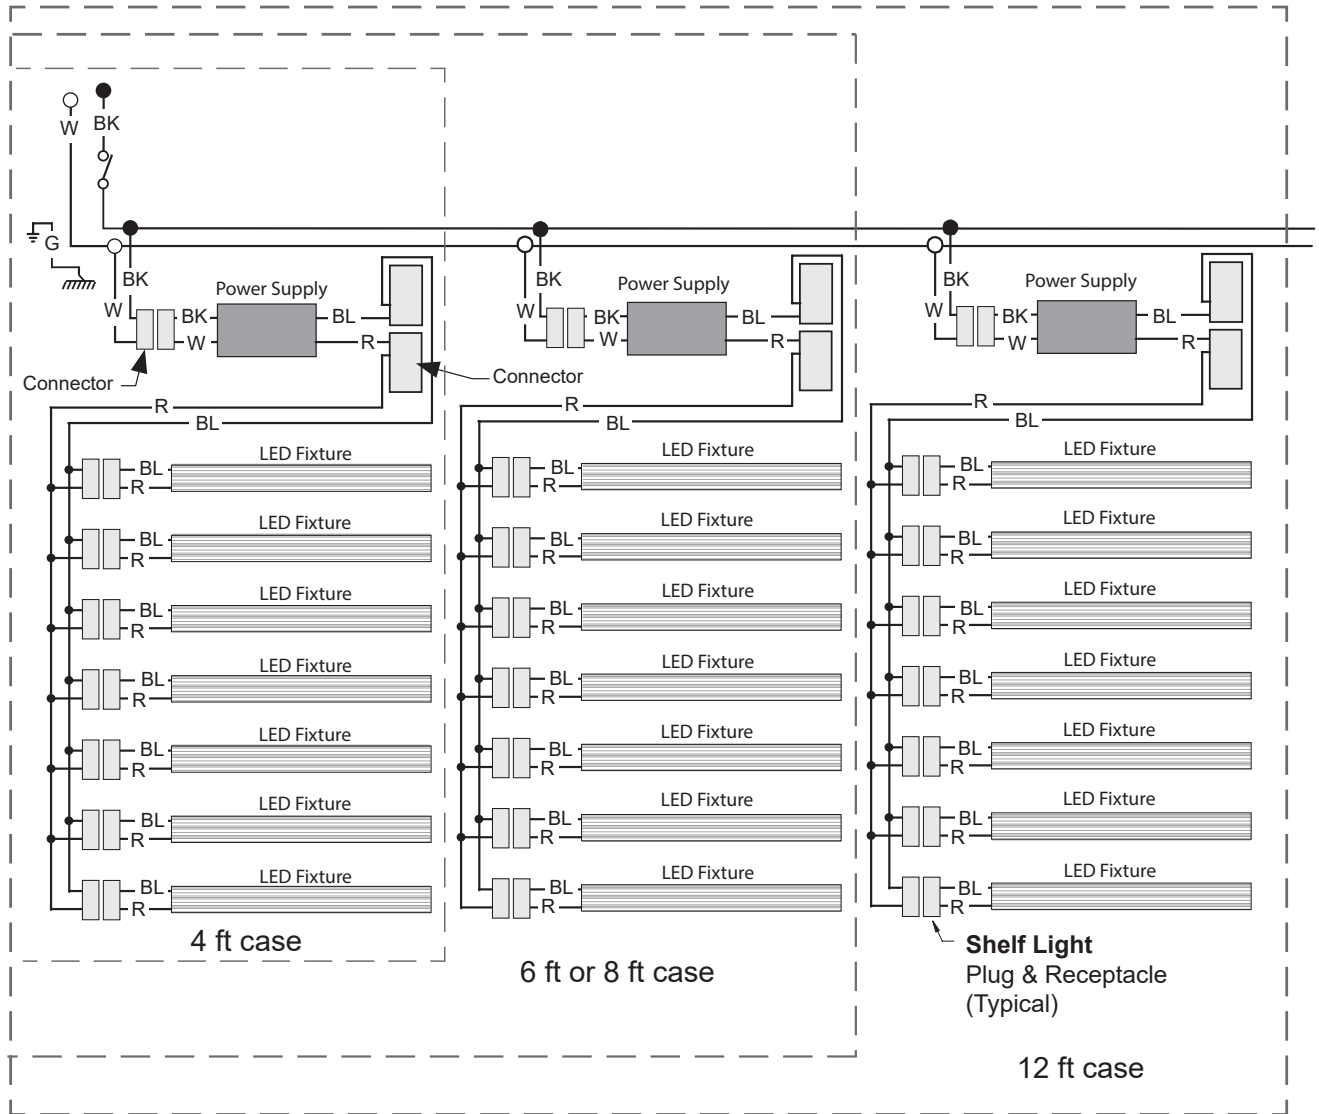 W
BK
G
BK
W
Power Supply
BK
W
BL
R
Connector
Connector
R
BL
LED Fixture
BL
R
LED Fixture
BL
R
LED Fixture
BL
R
LED Fixture
BL
R
LED Fixture
BL
R
LED Fixture
BL
R
LED Fixture
BL
R
4 ft case
BK
W
Power Supply
BK
W
BL
R
R
BL
LED Fixture
BL
R
LED Fixture
BL
R
LED Fixture
BL
R
LED Fixture
BL
R
LED Fixture
BL
R
LED Fixture
BL
R
LED Fixture
BL
R
6 ft or 8 ft case
BK
W
Power Supply
BK
W
BL
R
R
BL
LED Fixture
BL
R
LED Fixture
BL
R
LED Fixture
BL
R
LED Fixture
BL
R
LED Fixture
BL
R
LED Fixture
BL
R
LED Fixture
BL
R
Shelf Light
Plug & Receptacle
(Typical)
12 ft case